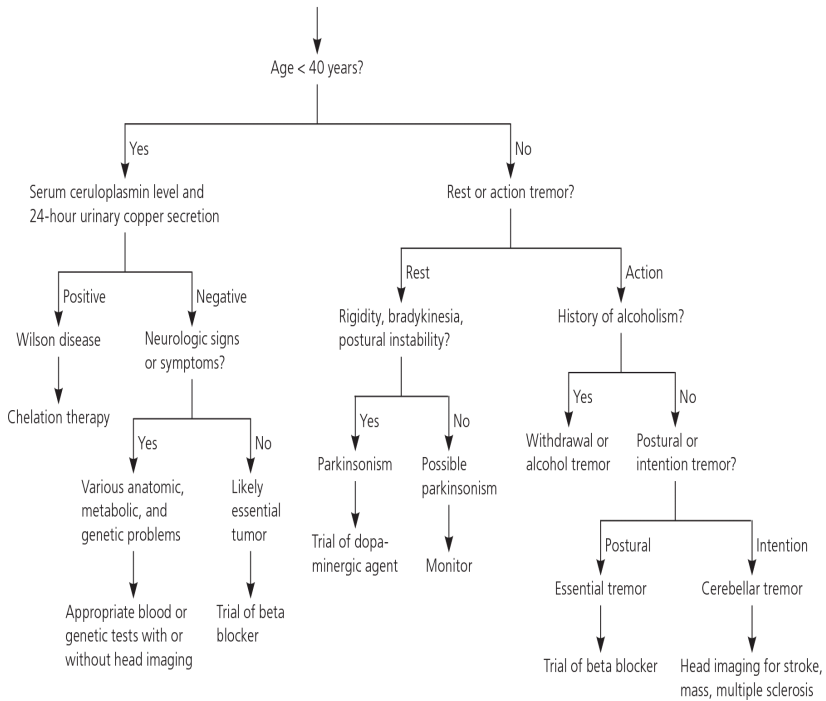 Age < 40 years?
Yes
No
Serum ceruloplasmin level and
24-hour urinary copper secretion
Rest or action tremor?
Positive
Negative
Rest
Action
Wilson disease
Neurologic signs
or symptoms?
Rigidity, bradykinesia,
postural instability?
History of alcoholism?
Chelation therapy
Yes
No
Yes
No
Yes
No
Various anatomic,
metabolic, and
genetic problems
Likely
essential
tumor
Parkinsonism
Possible
parkinsonism
Withdrawal or
alcohol tremor
Postural or
intention tremor?
Trial of dopa-
minergic agent
Monitor
Postural
Intention
Appropriate blood or
genetic tests with or
without head imaging
Trial of beta
blocker
Essential tremor
Cerebellar tremor
Trial of beta blocker
Head imaging for stroke,
mass, multiple sclerosis